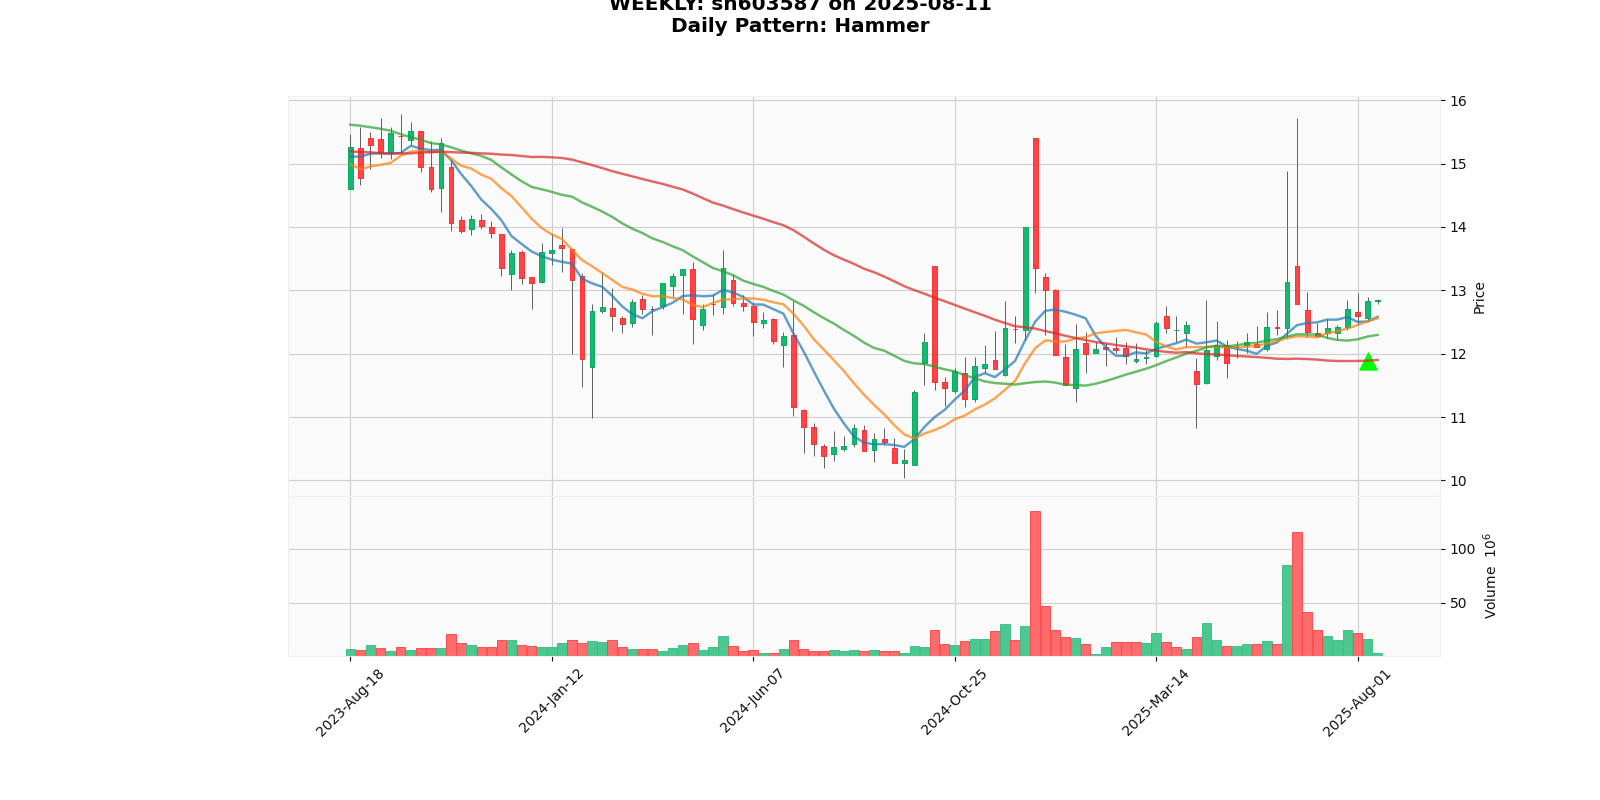 WEEKLY: sh603587 on 2025-08-11
Daily Pattern: Hammer
16
15
14
13
12
11
10
Price
100
50
Volume 10^6
2023-Aug-18
2024-Jan-12
2024-Jun-07
2024-Oct-25
2025-Mar-14
2025-Aug-01